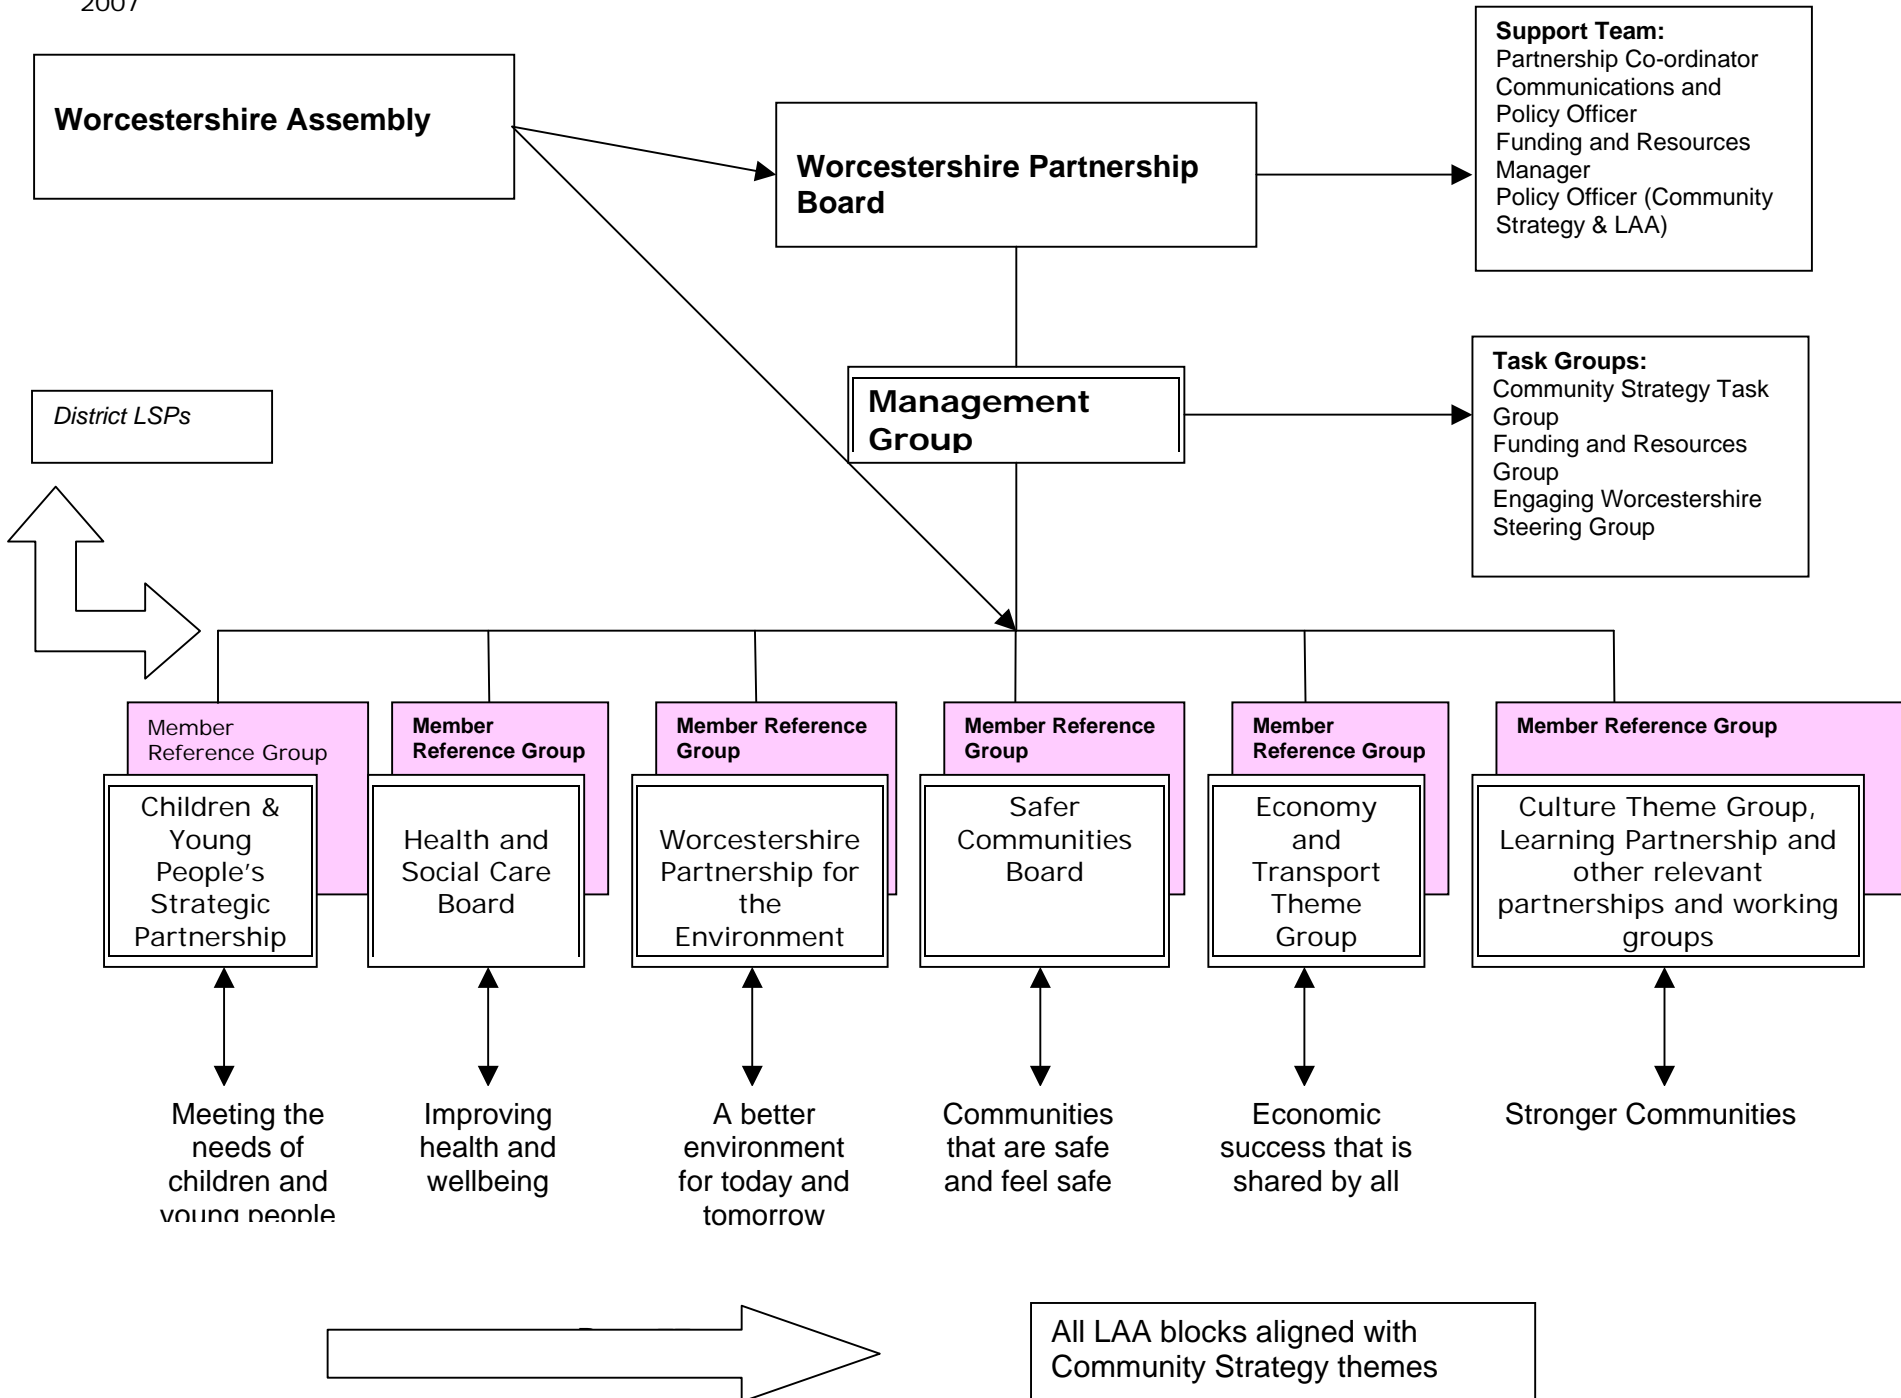 2007
Worcestershire Assembly
Worcestershire Partnership
Board
Support Team:
Partnership Co-ordinator
Communications and
Policy Officer
Funding and Resources
Manager
Policy Officer (Community
Strategy & LAA)
Management
Group
Task Groups:
Community Strategy Task
Group
Funding and Resources
Group
Engaging Worcestershire
Steering Group
District LSPs
Member
Reference Group
Children &
Young
People's
Strategic
Partnership
Member
Reference Group
Health and
Social Care
Board
Member Reference
Group
Worcestershire
Partnership for
the
Environment
Member Reference
Group
Safer
Communities
Board
Member
Reference Group
Economy
and
Transport
Theme
Group
Member Reference Group
Culture Theme Group,
Learning Partnership and
other relevant
partnerships and working
groups
Meeting the
needs of
children and
young people
Improving
health and
wellbeing
A better
environment
for today and
tomorrow
Communities
that are safe
and feel safe
Economic
success that is
shared by all
Stronger Communities
All LAA blocks aligned with
Community Strategy themes